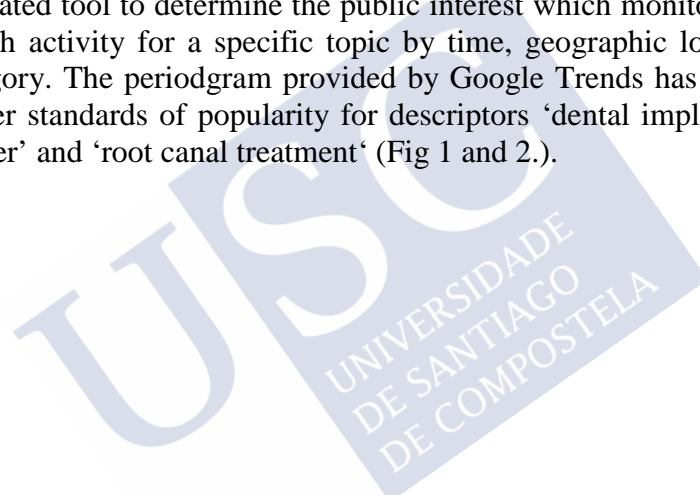 ated tool to determine the public interest which monito
h activity for a specific topic by time, geographic lo
gory. The periodgram provided by Google Trends has
er standards of popularity for descriptors ‘dental impl
er’ and ‘root canal treatment‘ (Fig 1 and 2.).
USC
UNIVERSIDADE
DE SANTIAGO
DE COMPOSTELA